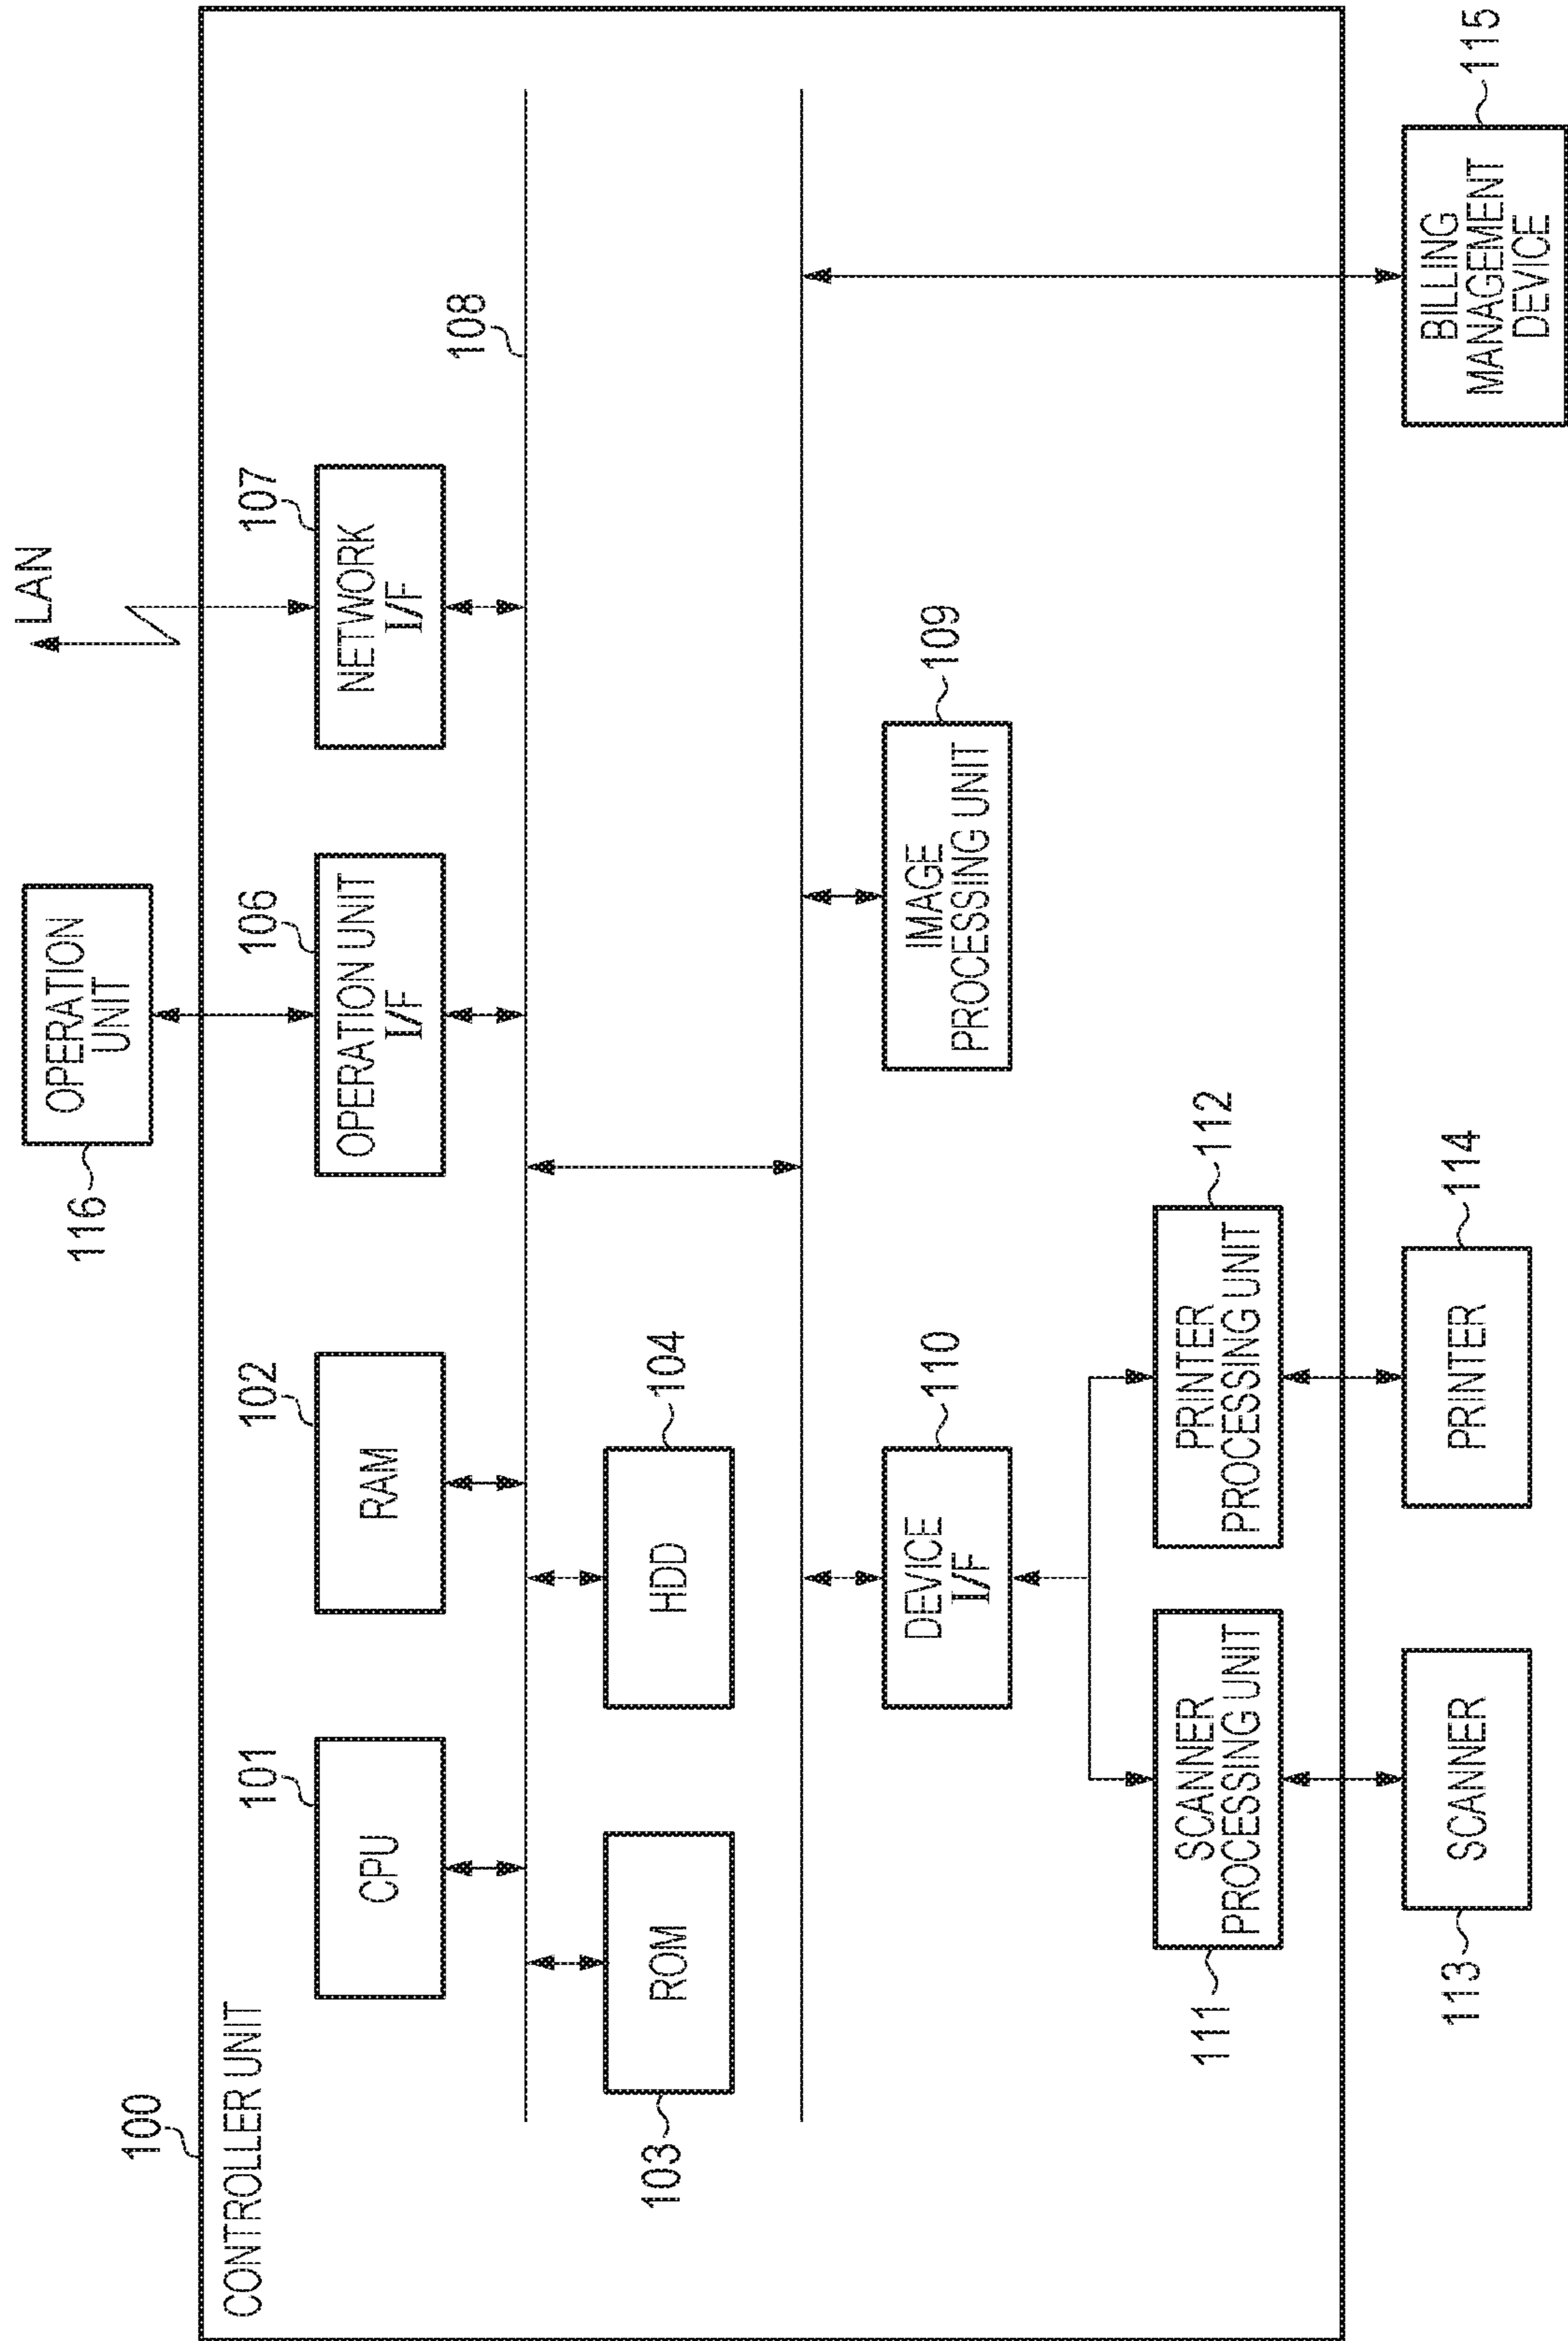 LAN
116
OPERATION
UNIT
100
CONTROLLER UNIT
101
CPU
102
RAM
106
OPERATION UNIT
I/F
107
NETWORK
I/F
108
103
ROM
HDD
104
DEVICE
I/F
110
IMAGE
PROCESSING UNIT
109
111
SCANNER
PROCESSING UNIT
PRINTER
PROCESSING UNIT
112
113
SCANNER
PRINTER
114
BILLING
MANAGEMENT
DEVICE
115